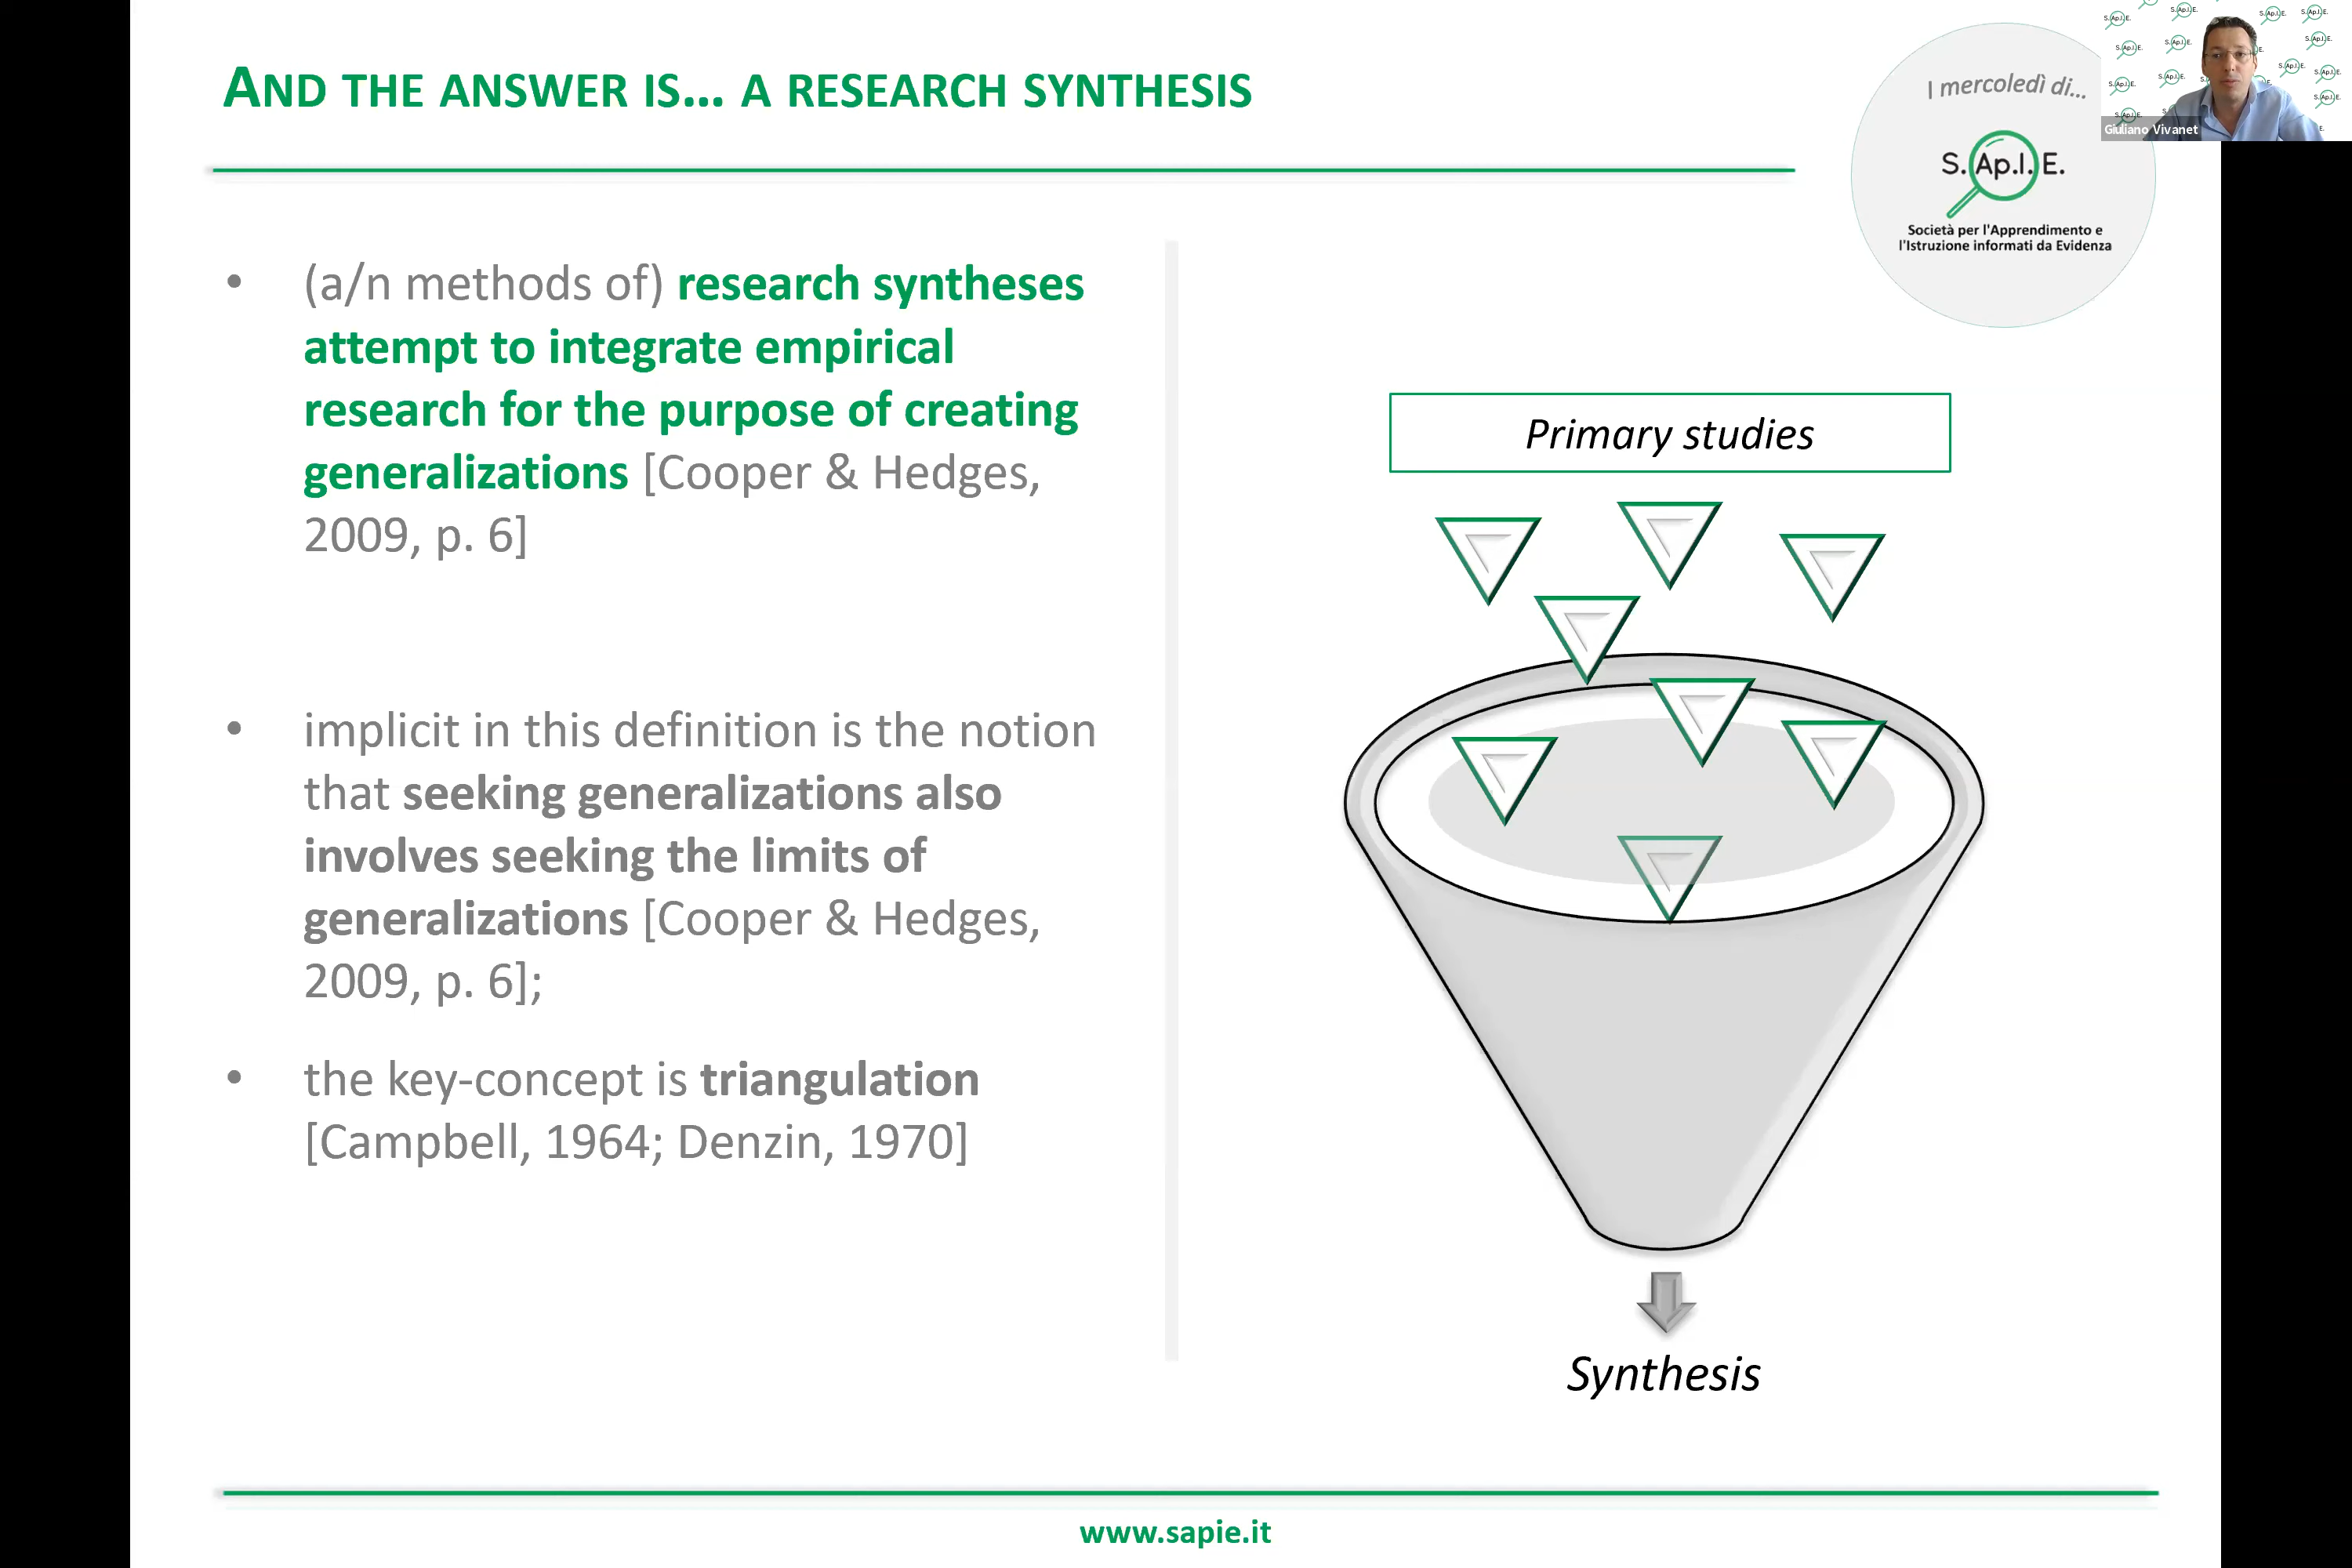 AND THE ANSWER IS... A RESEARCH SYNTHESIS
I mercoledì di...
S.Ap.I.E.
Società per l'Apprendimento e
l'Istruzione informati da Evidenza
Giuliano Vivanet
• (a/n methods of) research syntheses
attempt to integrate empirical
research for the purpose of creating
generalizations [Cooper & Hedges,
2009, p. 6]
• implicit in this definition is the notion
that seeking generalizations also
involves seeking the limits of
generalizations [Cooper & Hedges,
2009, p. 6];
• the key-concept is triangulation
[Campbell, 1964; Denzin, 1970]
Primary studies
Synthesis
www.sapie.it